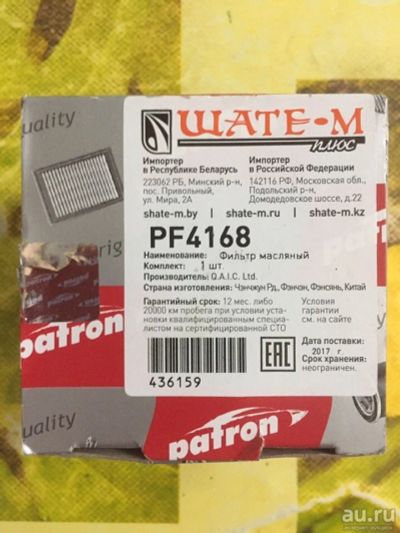 uality
ШАТЕ-М
плюс
Импортер
в Республике Беларусь
223062 РБ, Минский р-н,
пос. Привольный,
ул. Мира, 2А
Импортер
в Российской Федерации
142116 РФ, Московская обл.,
Подольский р-н,
Домодедовское шоссе, д.22
shate-m.by | shate-m.ru | shate-m.kz
PF4168
Наименование: Фильтр масляный
Комплект: 1 шт.
Производитель: Q.A.I.C. Ltd.
Страна изготовления: Чэнчжун Рд., Фэнчэн, Фэнсянь, Китай
Гарантийный срок: 12 мес. либо
20000 км пробега при условии уста-
новки квалифицированным специа-
листом на сертифицированной СТО
Условия
гарантии
см. на сайте
436159
EAC
Дата поставки:
2017 г.
Срок хранения:
неограничен.
patron
uality
patron
au.ru